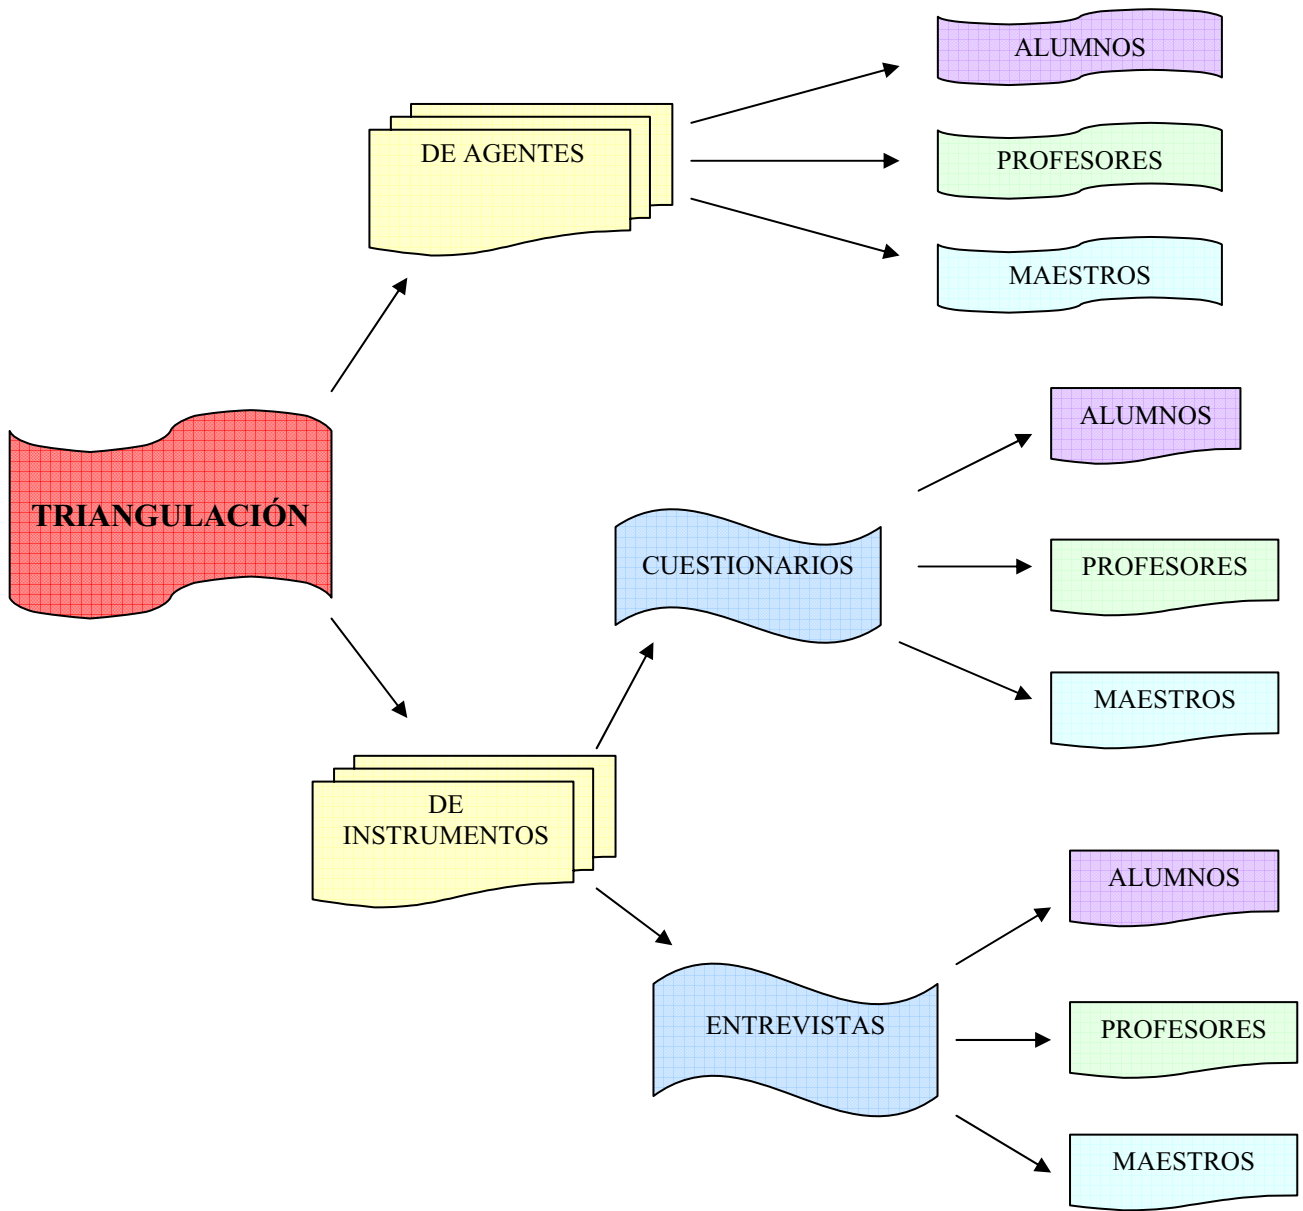 ALUMNOS
DE AGENTES
PROFESORES
MAESTROS
TRIANGULACIÓN
ALUMNOS
CUESTIONARIOS
PROFESORES
MAESTROS
DE
INSTRUMENTOS
ALUMNOS
ENTREVISTAS
PROFESORES
MAESTROS